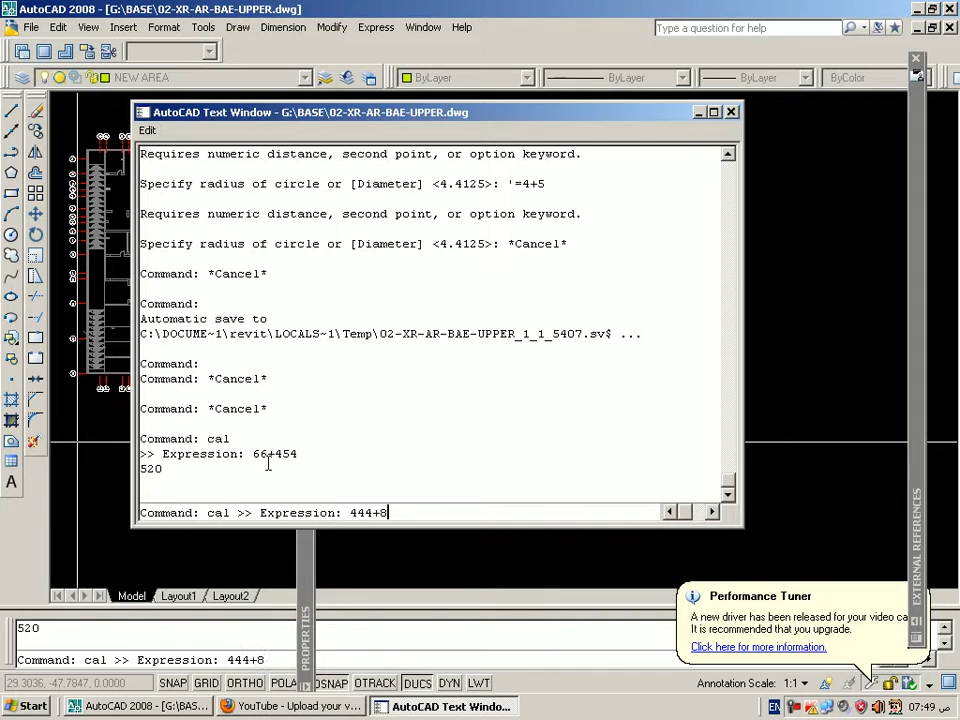 AutoCAD 2008 - [G:\BASE\02-XR-AR-BAE-UPPER.dwg]
File Edit View Insert Format Tools Draw Dimension Modify Express Window Help
Type a question for help
NEW AREA
ByLayer
ByLayer
ByLayer
ByColor
AutoCAD Text Window - G:\BASE\02-XR-AR-BAE-UPPER.dwg
Edit
Requires numeric distance, second point, or option keyword.
Specify radius of circle or [Diameter] <4.4125>: '=4+5
Requires numeric distance, second point, or option keyword.
Specify radius of circle or [Diameter] <4.4125>: *Cancel*
Command: *Cancel*
Command:
Automatic save to
C:\DOCUME~1\revit\LOCALS~1\Temp\02-XR-AR-BAE-UPPER_1_1_5407.sv$ ...
Command:
Command: *Cancel*
Command: *Cancel*
Command: cal
>> Expression: 66+454
520
Command: cal >> Expression: 444+8
EXTERNAL REFERENCES
PROPERTIES
Model Layout1 Layout2
Performance Tuner
A new driver has been released for your video ca
It is recommended that you upgrade.
Click here for more information.
520
Command: cal >> Expression: 444+8
29.3036, -47.7847, 0.0000
SNAP GRID ORTHO POLA OSNAP OTRACK DUCS DYN LWT
Annotation Scale: 1:1
Start
AutoCAD 2008 - [G:\B...
YouTube - Upload your v...
AutoCAD Text Windo...
EN
07:49 ص